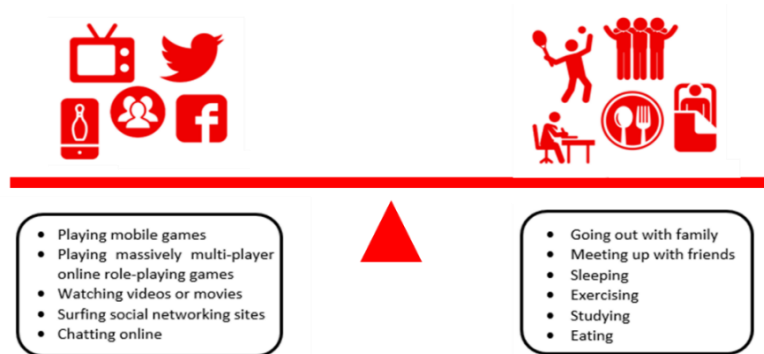 • Playing mobile games
• Playing massively multi-player
online role-playing games
• Watching videos or movies
• Surfing social networking sites
• Chatting online
• Going out with family
• Meeting up with friends
• Sleeping
• Exercising
• Studying
• Eating